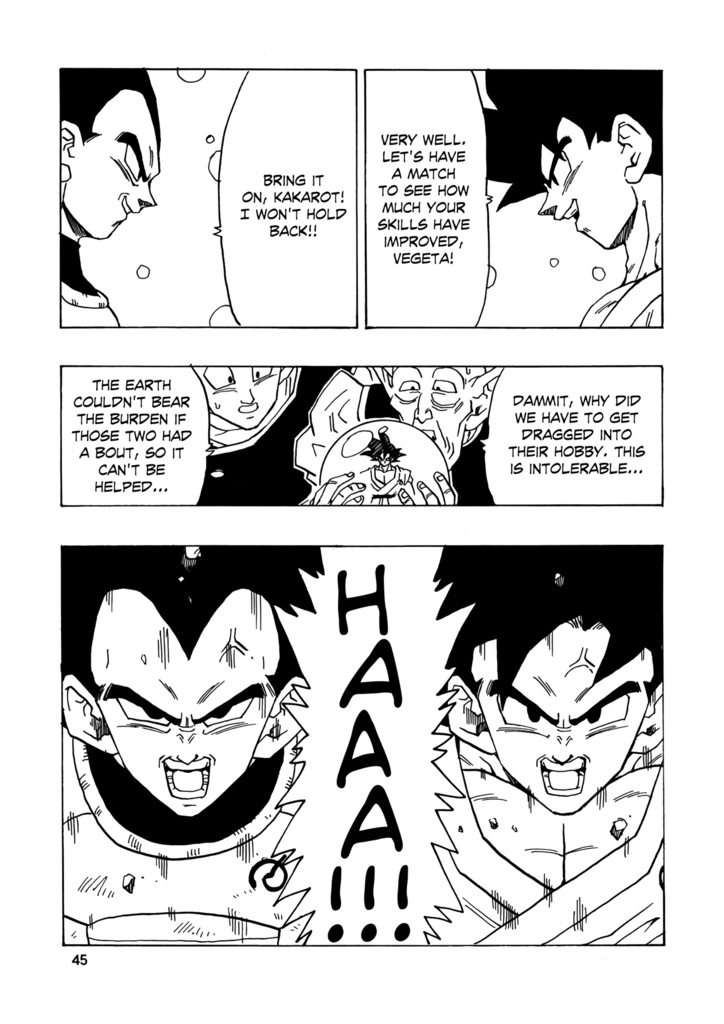 VERY WELL.
LET'S HAVE
A MATCH
TO SEE HOW
MUCH YOUR
SKILLS HAVE
IMPROVED,
VEGETA!
BRING IT
ON, KAKAROT!
I WON'T HOLD
BACK!!
DAMMIT, WHY DID
WE HAVE TO GET
DRAGGED INTO
THEIR HOBBY. THIS
IS INTOLERABLE...
THE EARTH
COULDN'T BEAR
THE BURDEN IF
THOSE TWO HAD
A BOUT, SO IT
CAN'T BE
HELPED...
HAAA!!!
45